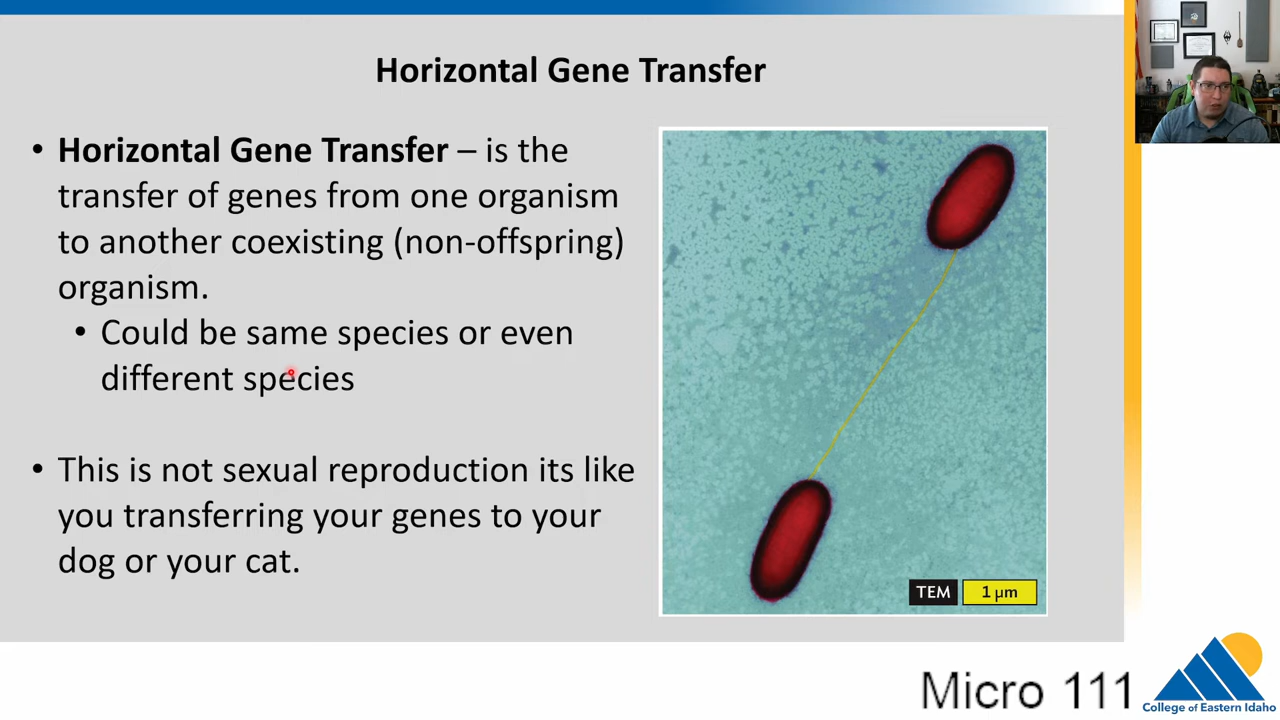 Horizontal Gene Transfer
• Horizontal Gene Transfer – is the
transfer of genes from one organism
to another coexisting (non-offspring)
organism.
• Could be same species or even
different species
• This is not sexual reproduction its like
you transferring your genes to your
dog or your cat.
TEM 1 µm
Micro 111
College of Eastern Idaho